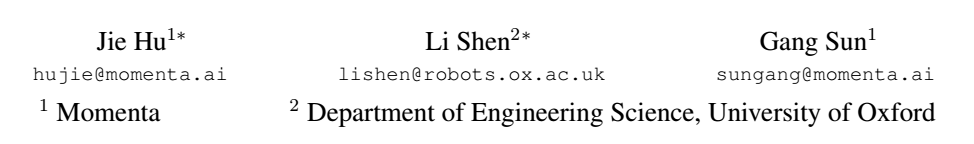 Jie Hu¹* Li Shen²* Gang Sun¹
hujie@momenta.ai lishen@robots.ox.ac.uk sungang@momenta.ai
¹ Momenta ² Department of Engineering Science, University of Oxford